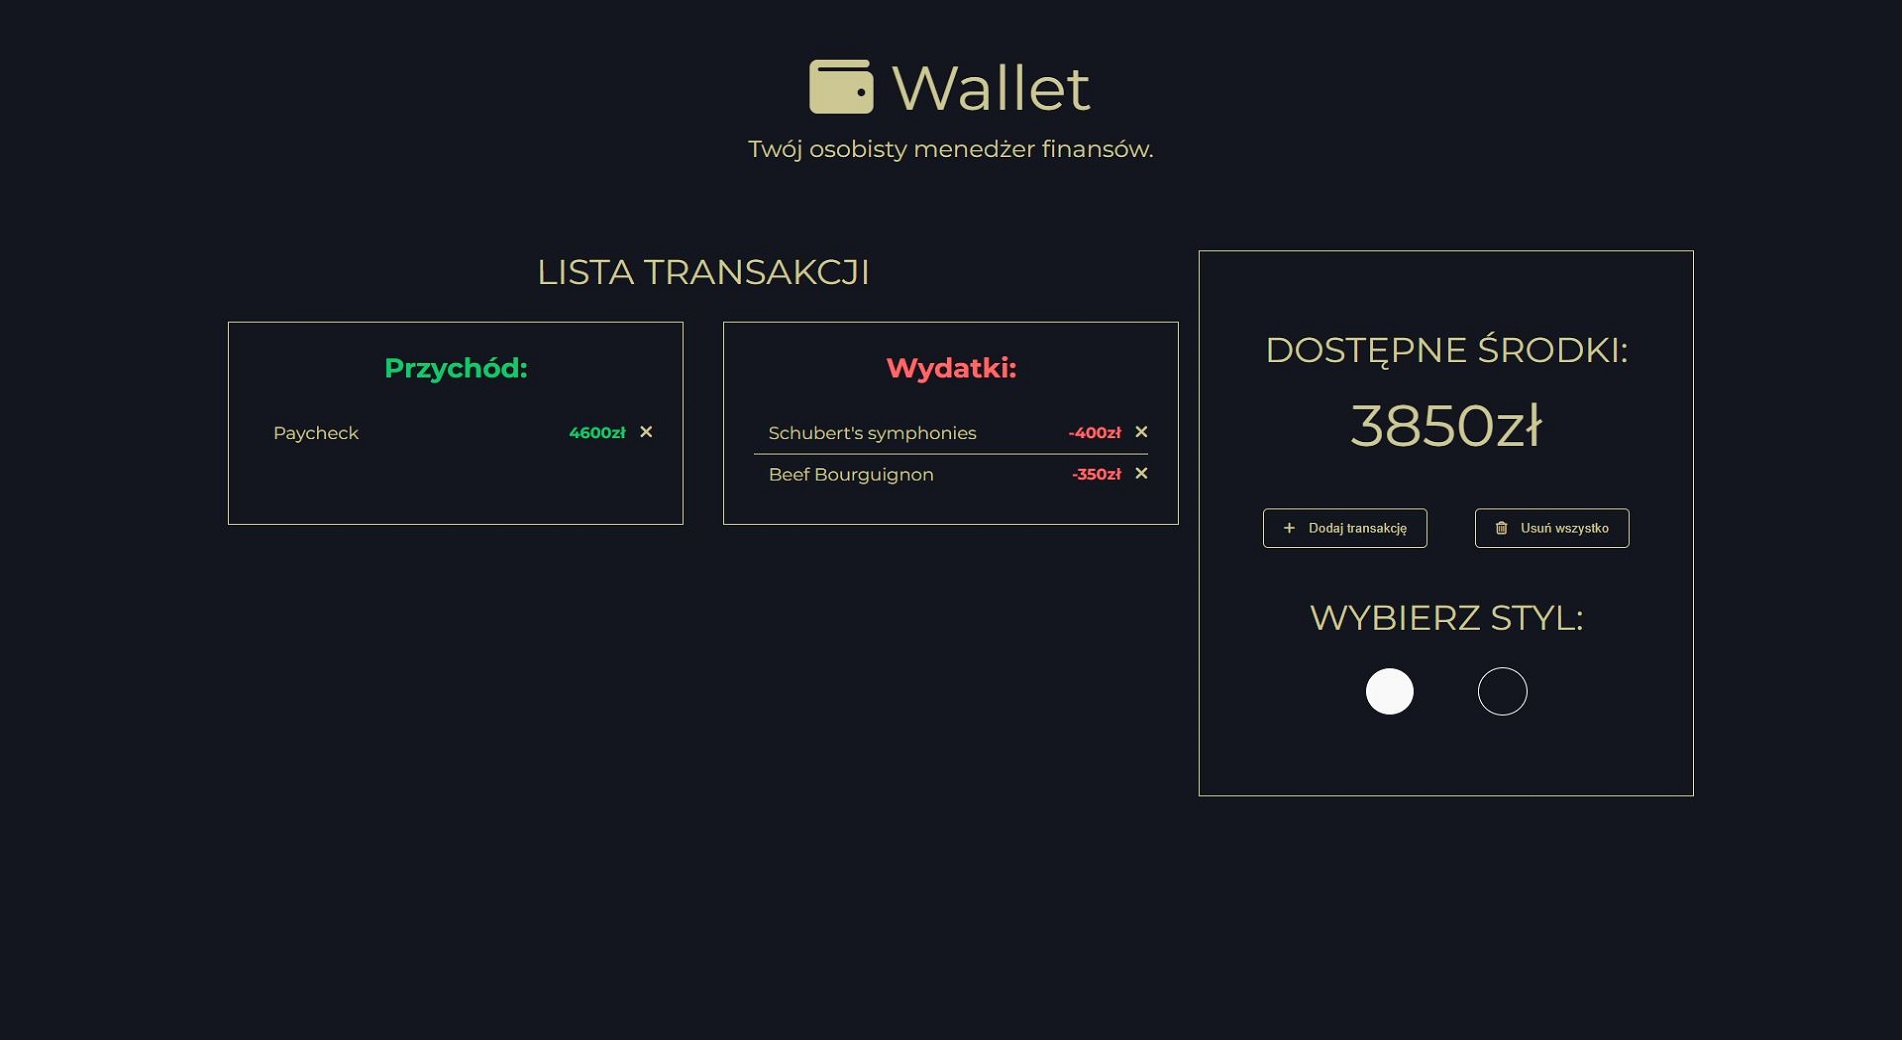 Wallet
Twój osobisty menedżer finansów.
LISTA TRANSAKCJI
Przychód:
Paycheck 4600zł
Wydatki:
Schubert's symphonies -400zł
Beef Bourguignon -350zł
DOSTĘPNE ŚRODKI:
3850zł
Dodaj transakcję
Usuń wszystko
WYBIERZ STYL: